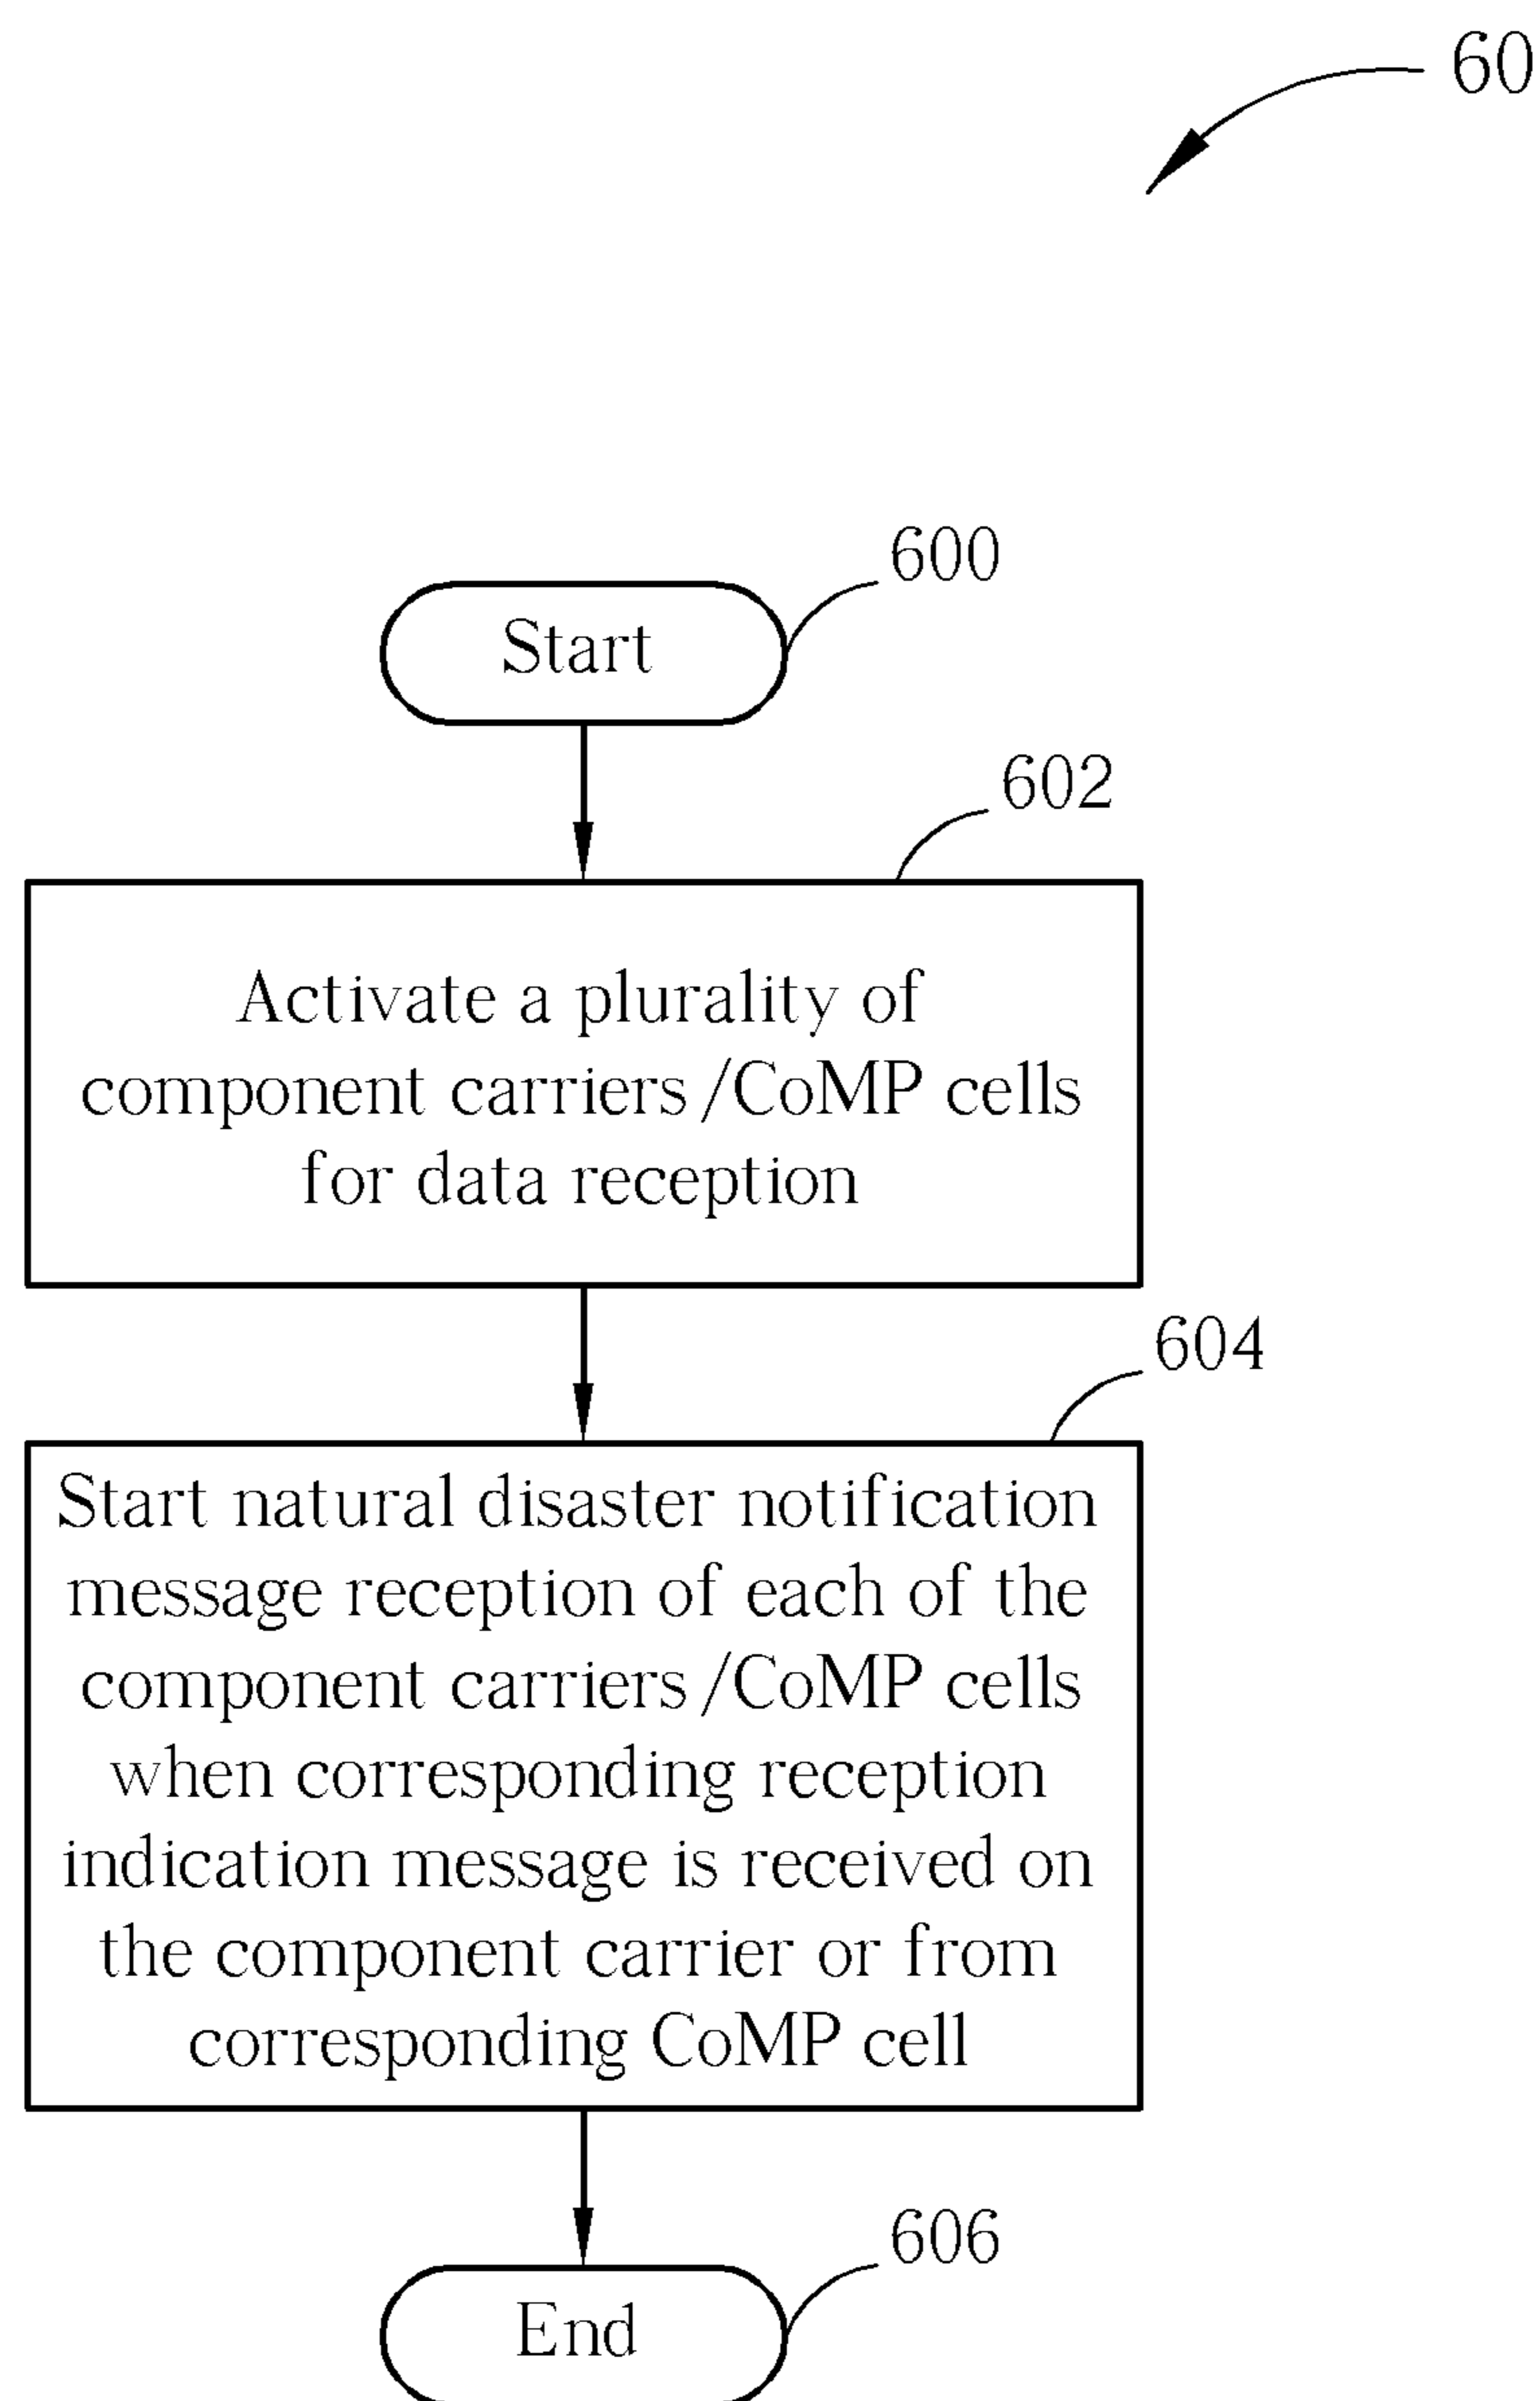 60
600
Start
602
Activate a plurality of
component carriers/CoMP cells
for data reception
604
Start natural disaster notification
message reception of each of the
component carriers/CoMP cells
when corresponding reception
indication message is received on
the component carrier or from
corresponding CoMP cell
606
End